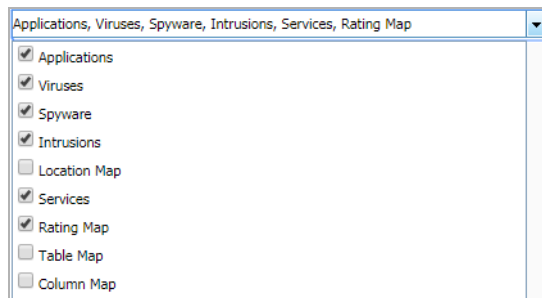 Applications, Viruses, Spyware, Intrusions, Services, Rating Map
Applications
Viruses
Spyware
Intrusions
Location Map
Services
Rating Map
Table Map
Column Map